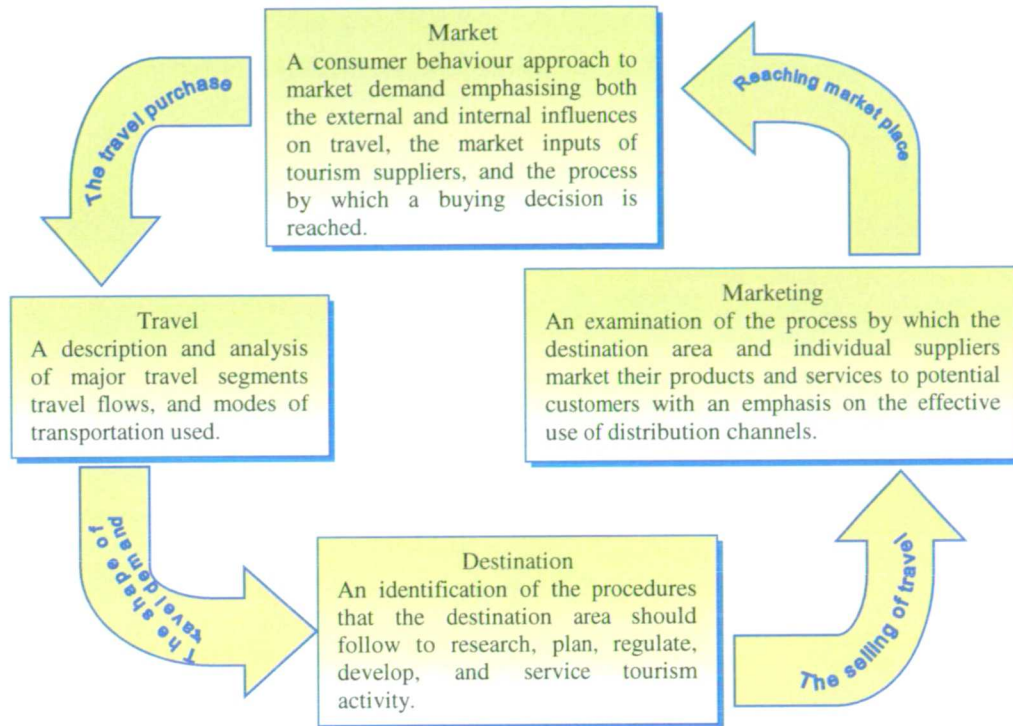 Market
A consumer behaviour approach to
market demand emphasising both
the external and internal influences
on travel, the market inputs of
tourism suppliers, and the process
by which a buying decision is
reached.
The travel purchase
Travel
A description and analysis
of major travel segments
travel flows, and modes of
transportation used.
The shape of
travel demand
Destination
An identification of the procedures
that the destination area should
follow to research, plan, regulate,
develop, and service tourism
activity.
The selling of travel
Marketing
An examination of the process by which the
destination area and individual suppliers
market their products and services to potential
customers with an emphasis on the effective
use of distribution channels.
Reaching market place